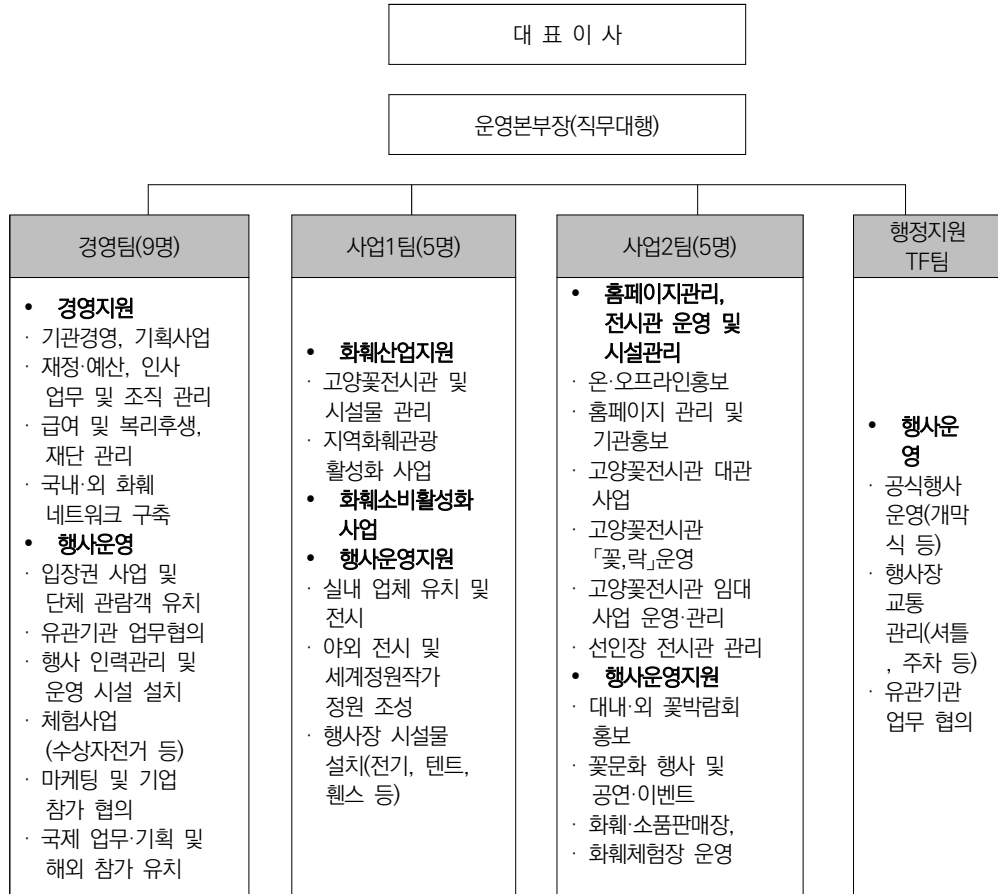 대 표 이 사
운영본부장(직무대행)
경영팀(9명)
• 경영지원
· 기관경영, 기획사업
· 재정·예산, 인사
업무 및 조직 관리
· 급여 및 복리후생,
재단 관리
· 국내·외 화훼
네트워크 구축
• 행사운영
· 입장권 사업 및
단체 관람객 유치
· 유관기관 업무협의
· 행사 인력관리 및
운영 시설 설치
· 체험사업
(수상자전거 등)
· 마케팅 및 기업
참가 협의
· 국제 업무·기획 및
해외 참가 유치
사업1팀(5명)
• 화훼산업지원
· 고양꽃전시관 및
시설물 관리
· 지역화훼관광
활성화 사업
• 화훼소비활성화
사업
• 행사운영지원
· 실내 업체 유치 및
전시
· 야외 전시 및
세계정원작가
정원 조성
· 행사장 시설물
설치(전기, 텐트,
휀스 등)
사업2팀(5명)
• 홈페이지관리,
전시관 운영 및
시설관리
· 온·오프라인홍보
· 홈페이지 관리 및
기관홍보
· 고양꽃전시관 대관
사업
· 고양꽃전시관
「꽃,락」운영
· 고양꽃전시관 임대
사업 운영·관리
· 선인장 전시관 관리
• 행사운영지원
· 대내·외 꽃박람회
홍보
· 꽃문화 행사 및
공연·이벤트
· 화훼·소품판매장,
· 화훼체험장 운영
행정지원
TF팀
• 행사운
영
· 공식행사
운영(개막
식 등)
· 행사장
교통
관리(셔틀
, 주차 등)
· 유관기관
업무 협의